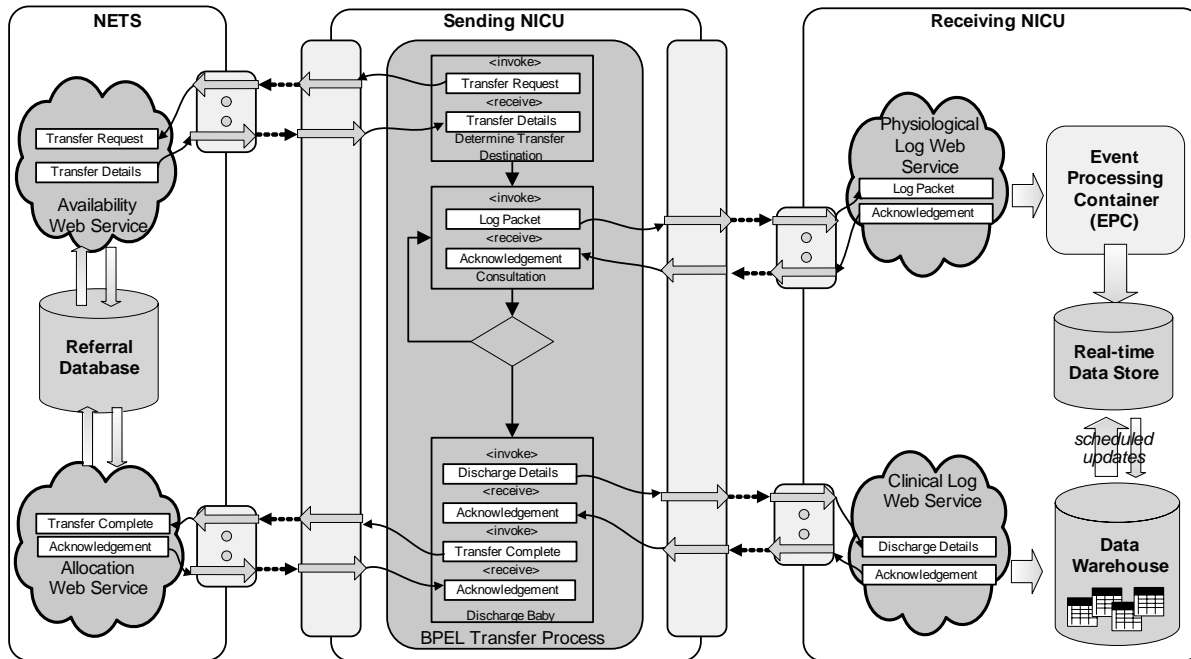 NETS
Sending NICU
Receiving NICU
Transfer Request
Transfer Details
Availability
Web Service
Referral
Database
Transfer Complete
Acknowledgement
Allocation
Web Service
<invoke>
Transfer Request
<receive>
Transfer Details
Determine Transfer
Destination
<invoke>
Log Packet
<receive>
Acknowledgement
Consultation
<invoke>
Discharge Details
<receive>
Acknowledgement
<invoke>
Transfer Complete
<receive>
Acknowledgement
Discharge Baby
BPEL Transfer Process
Physiological
Log Web
Service
Log Packet
Acknowledgement
Event
Processing
Container
(EPC)
Real-time
Data Store
scheduled
updates
Clinical Log
Web Service
Discharge Details
Acknowledgement
Data
Warehouse